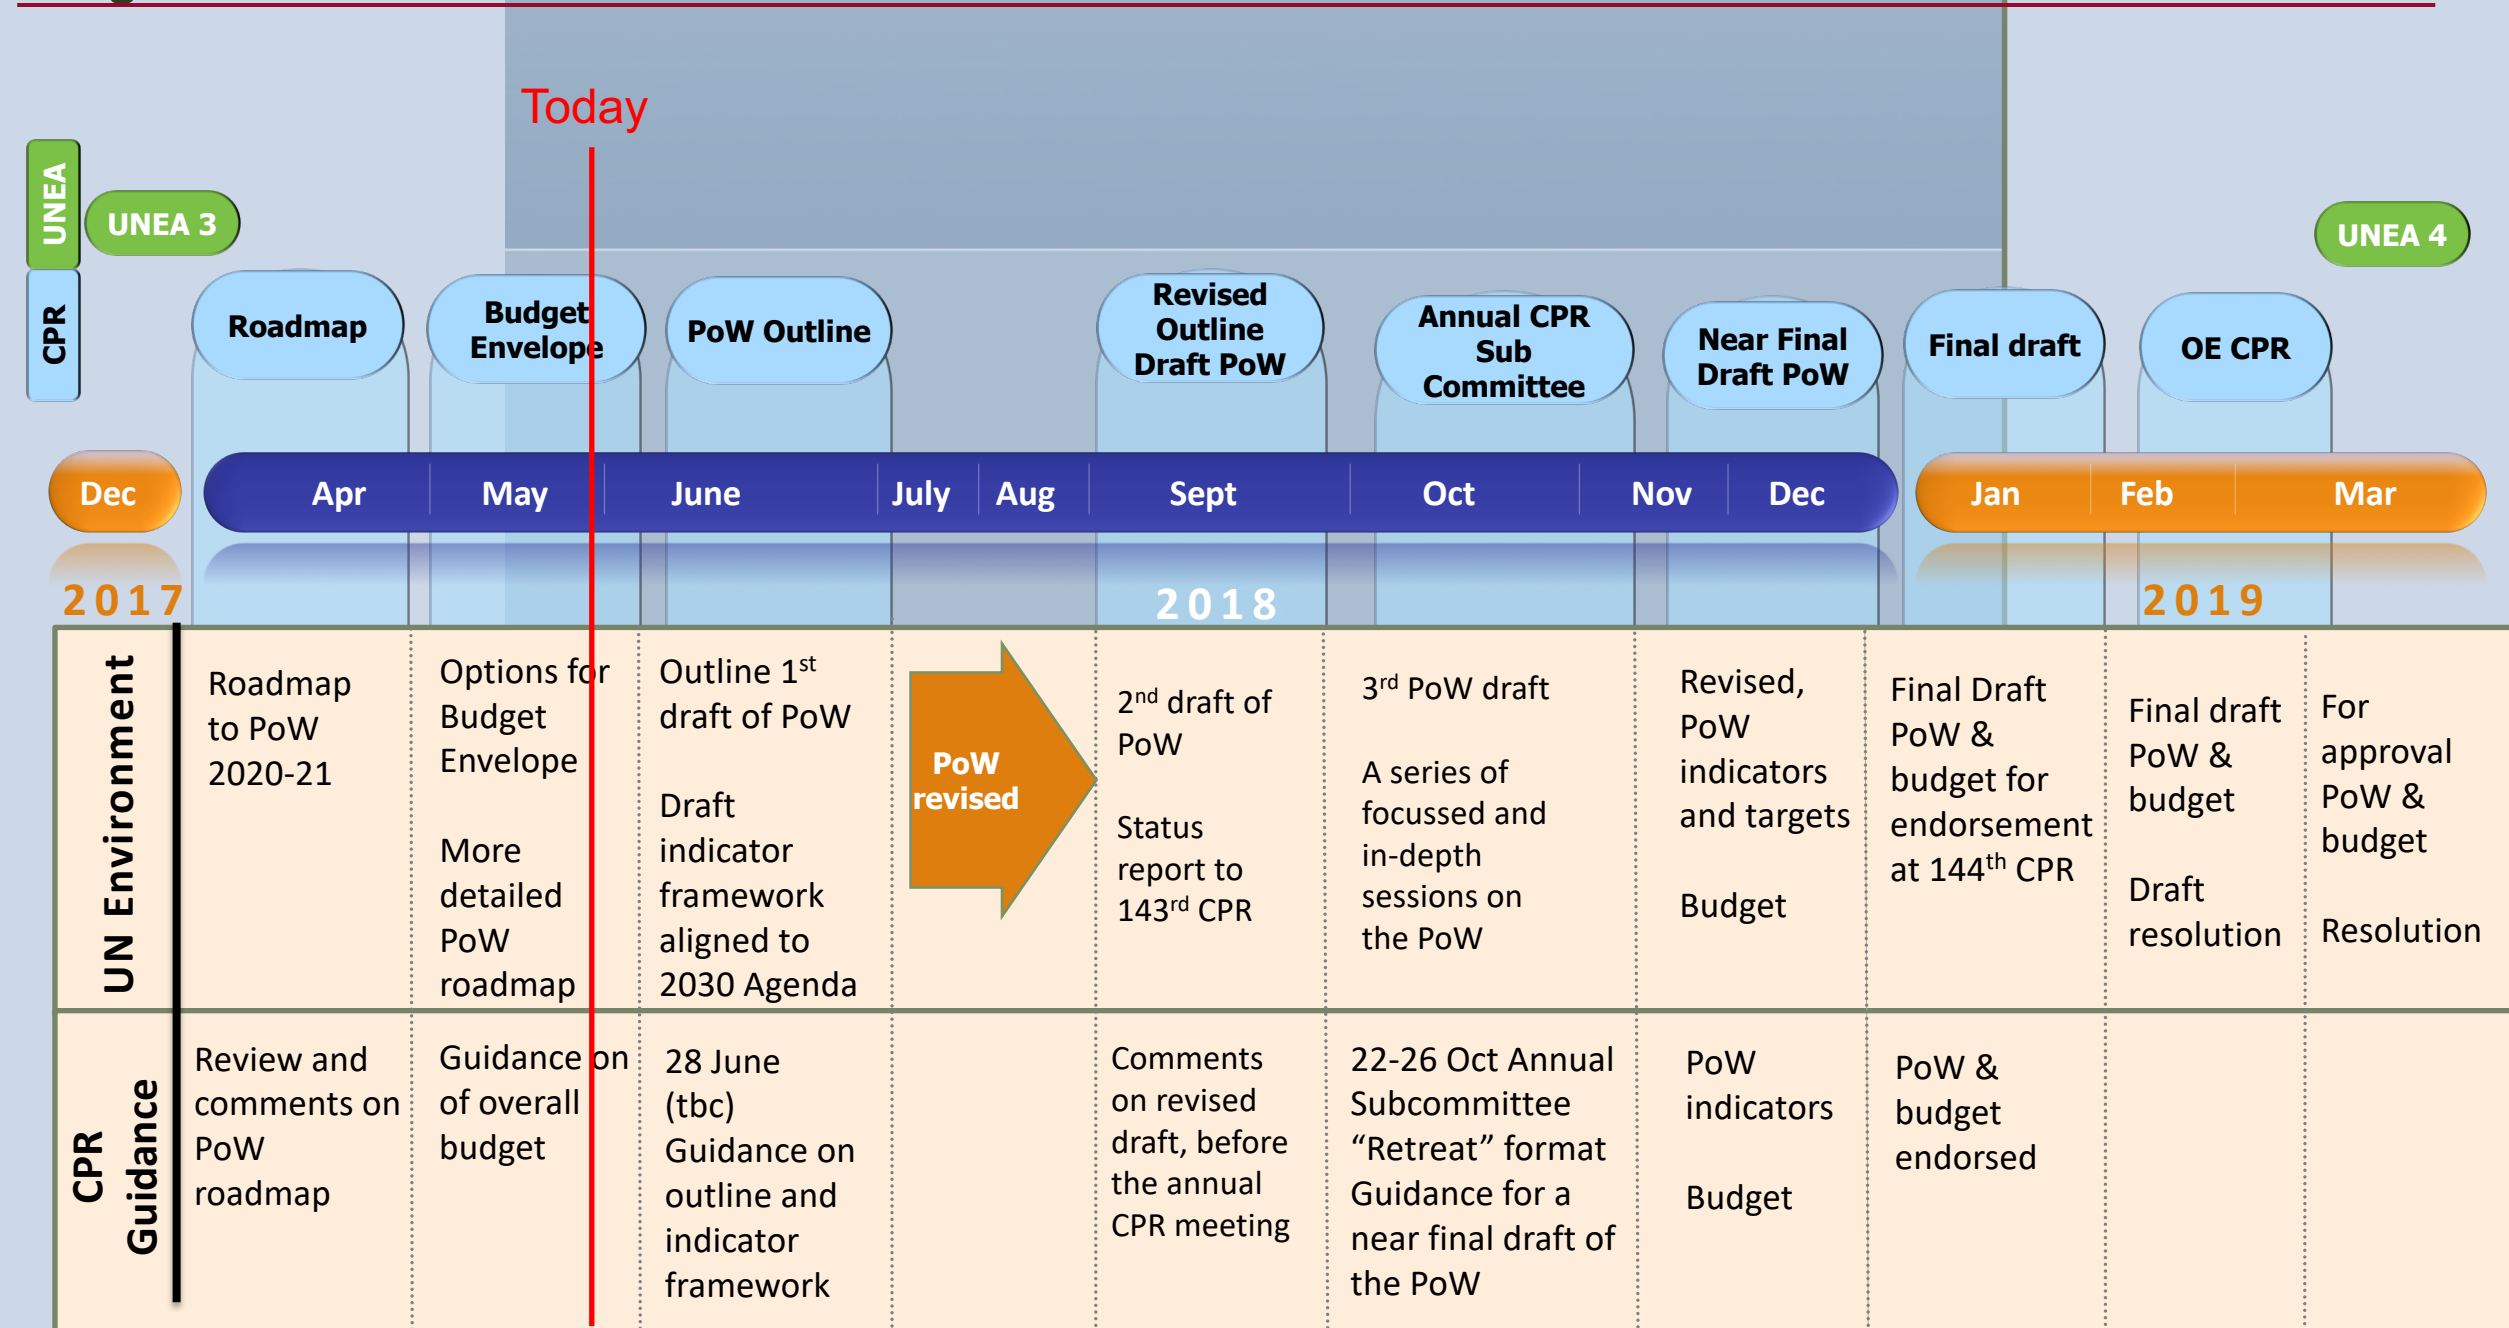 Today
UNEA
UNEA 3
UNEA 4
CPR
Roadmap
Budget
Envelope
PoW Outline
Revised
Outline
Draft PoW
Annual CPR
Sub
Committee
Near Final
Draft PoW
Final draft
OE CPR
Dec
Apr
May
June
July
Aug
Sept
Oct
Nov
Dec
Jan
Feb
Mar
2017
2018
2019
UN Environment
Roadmap
to PoW
2020-21
Options for
Budget
Envelope
More
detailed
PoW
roadmap
Outline 1st
draft of PoW
Draft
indicator
framework
aligned to
2030 Agenda
PoW
revised
2nd draft of
PoW
Status
report to
143rd CPR
3rd PoW draft
A series of
focussed and
in-depth
sessions on
the PoW
Revised,
PoW
indicators
and targets
Budget
Final Draft
PoW &
budget for
endorsement
at 144th CPR
Final draft
PoW &
budget
Draft
resolution
For
approval
PoW &
budget
Resolution
CPR
Guidance
Review and
comments on
PoW
roadmap
Guidance on
of overall
budget
28 June
(tbc)
Guidance on
outline and
indicator
framework
Comments
on revised
draft, before
the annual
CPR meeting
22-26 Oct Annual
Subcommittee
“Retreat” format
Guidance for a
near final draft of
the PoW
PoW
indicators
Budget
PoW &
budget
endorsed